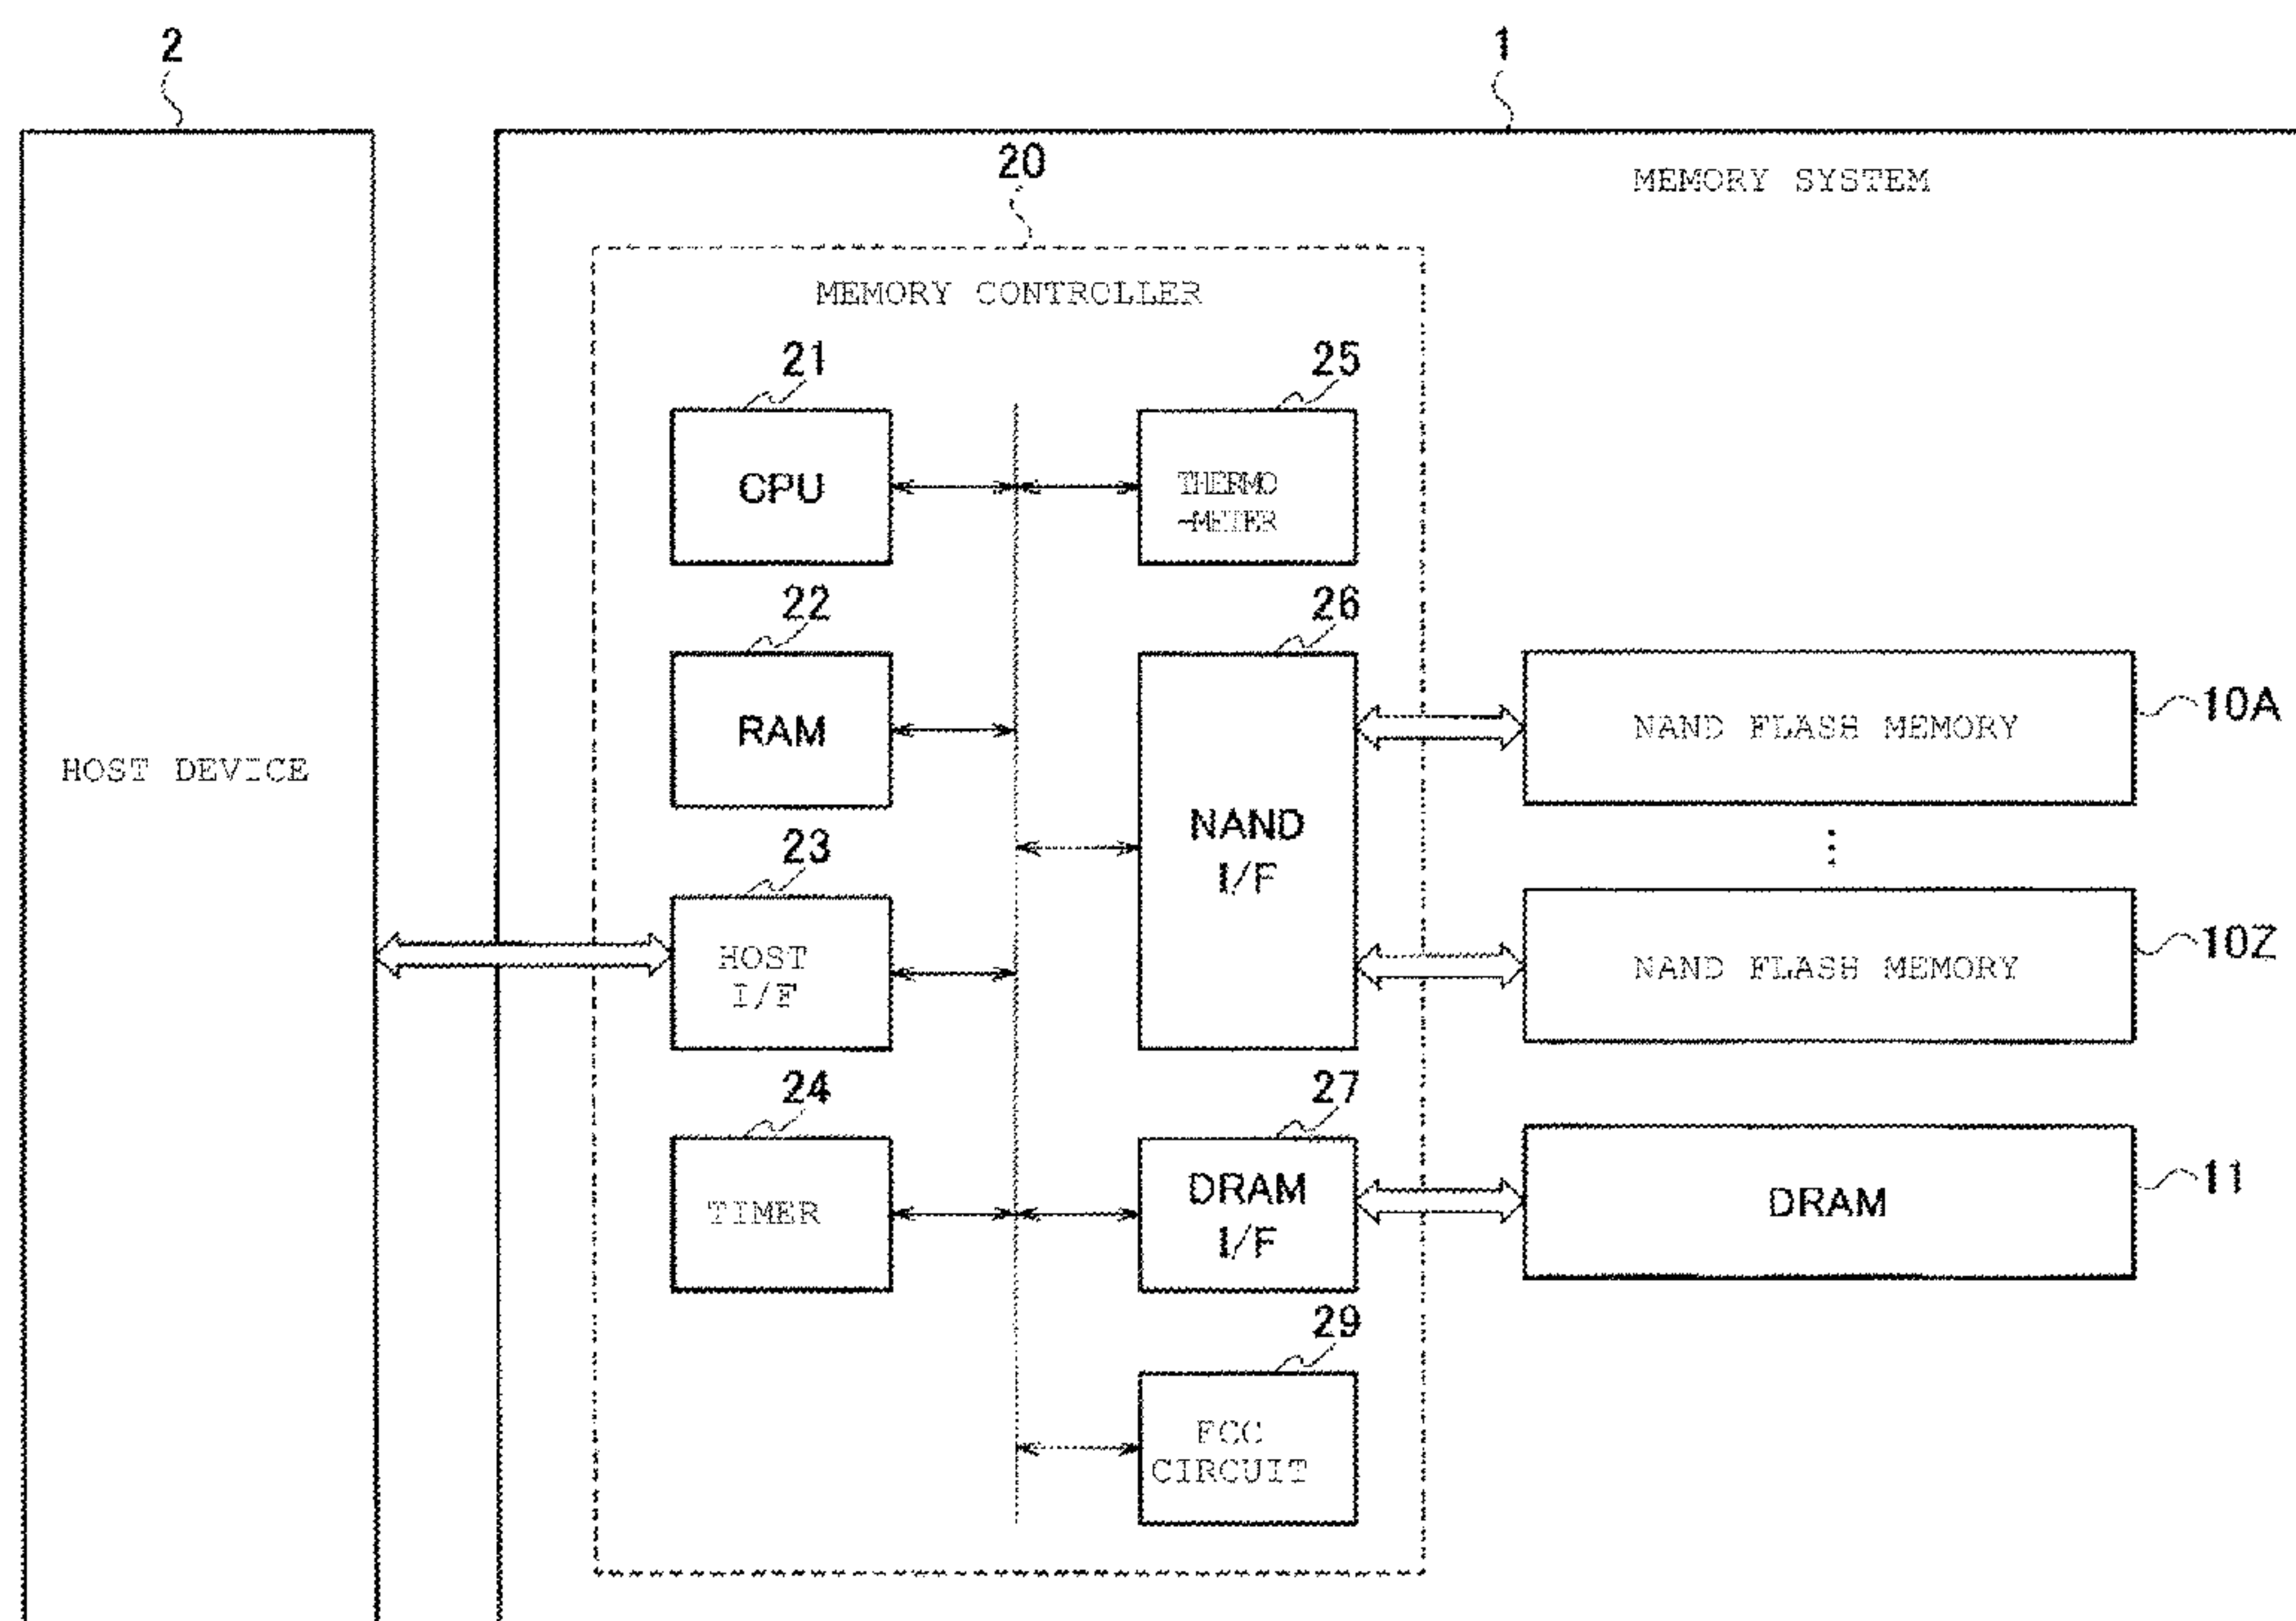 2
1
MEMORY SYSTEM
20
MEMORY CONTROLLER
21
CPU
25
THERMO
-METER
22
RAM
26
NAND
I/F
NAND FLASH MEMORY
10A
HOST DEVICE
23
HOST
I/F
NAND FLASH MEMORY
10Z
24
TIMER
27
DRAM
I/F
DRAM
11
29
ECC
CIRCUIT